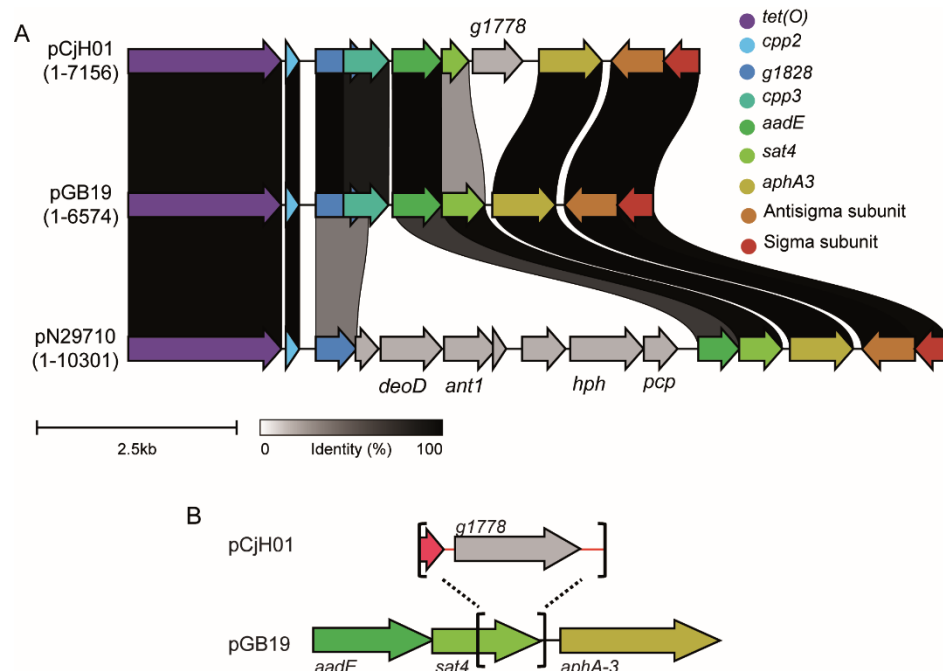 A
pCjH01
(1-7156)
g1778
pGB19
(1-6574)
pN29710
(1-10301)
deoD
ant1
hph
pcp
tet(O)
cpp2
g1828
cpp3
aadE
sat4
aphA3
Antisigma subunit
Sigma subunit
2.5kb
0 Identity (%) 100
B
pCjH01
g1778
pGB19
aadE
sat4
aphA-3